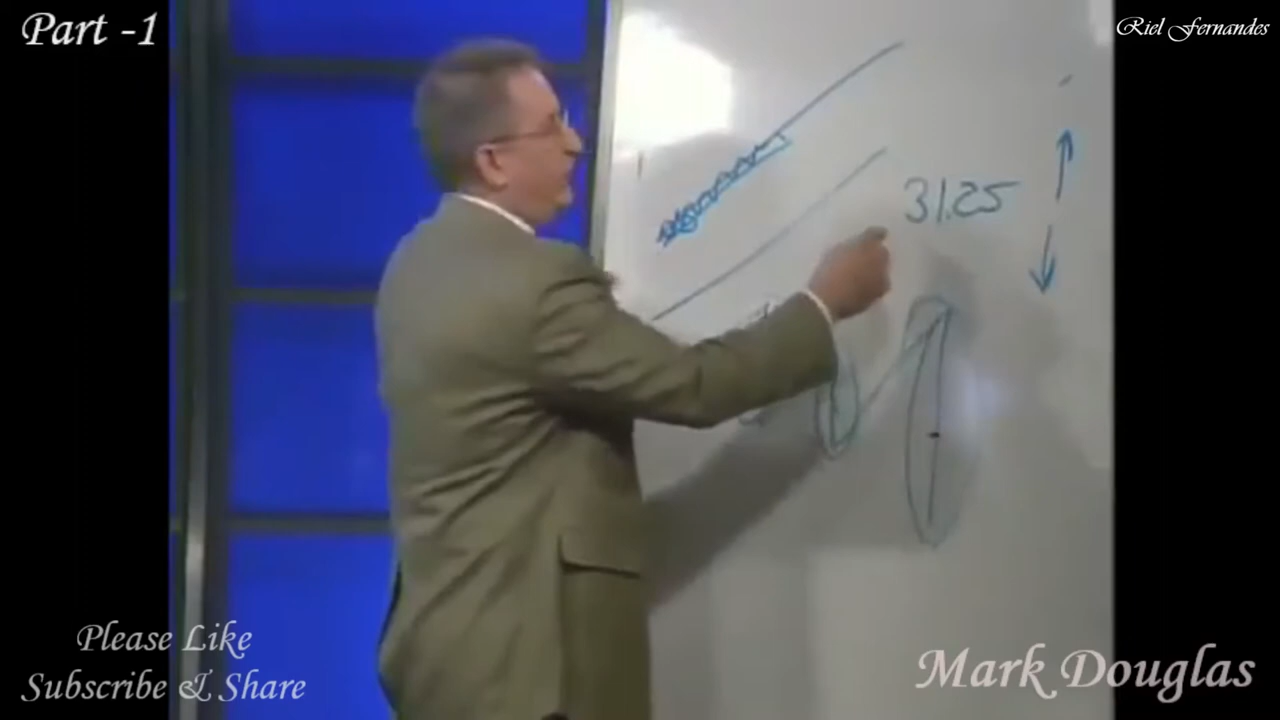 Part -1
Riel Fernandes
31.25
Please Like
Subscribe & Share
Mark Douglas